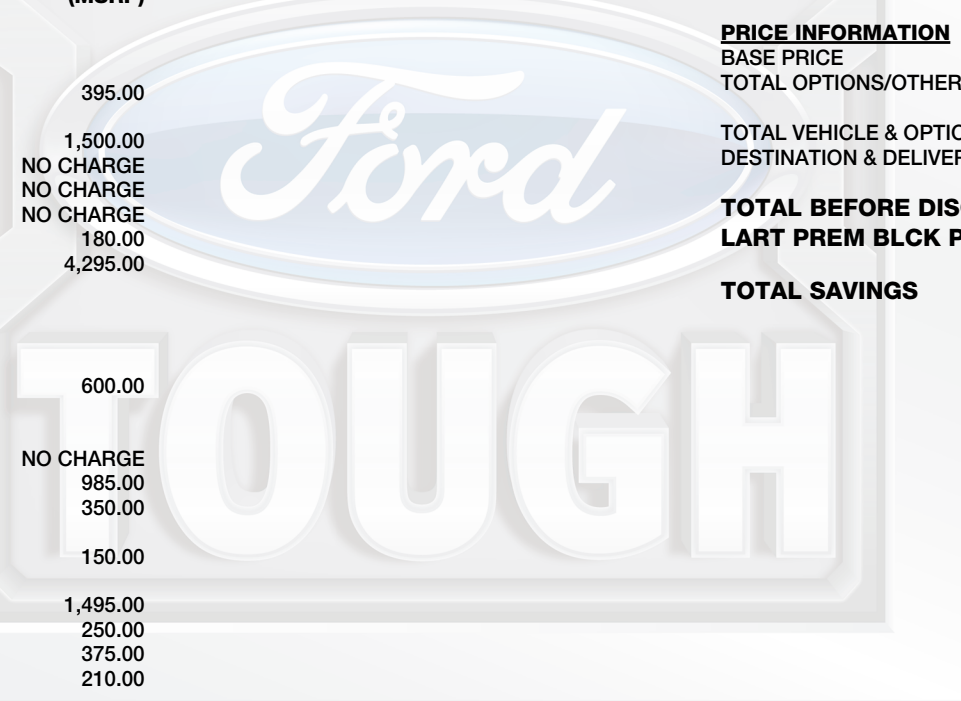 (MSRP)
395.00
1,500.00
NO CHARGE
NO CHARGE
NO CHARGE
180.00
4,295.00
600.00
NO CHARGE
985.00
350.00
150.00
1,495.00
250.00
375.00
210.00
PRICE INFORMATION
BASE PRICE
TOTAL OPTIONS/OTHER
TOTAL VEHICLE & OPTIO
DESTINATION & DELIVER
TOTAL BEFORE DISC
LART PREM BLCK P
TOTAL SAVINGS
Ford
TOUGH